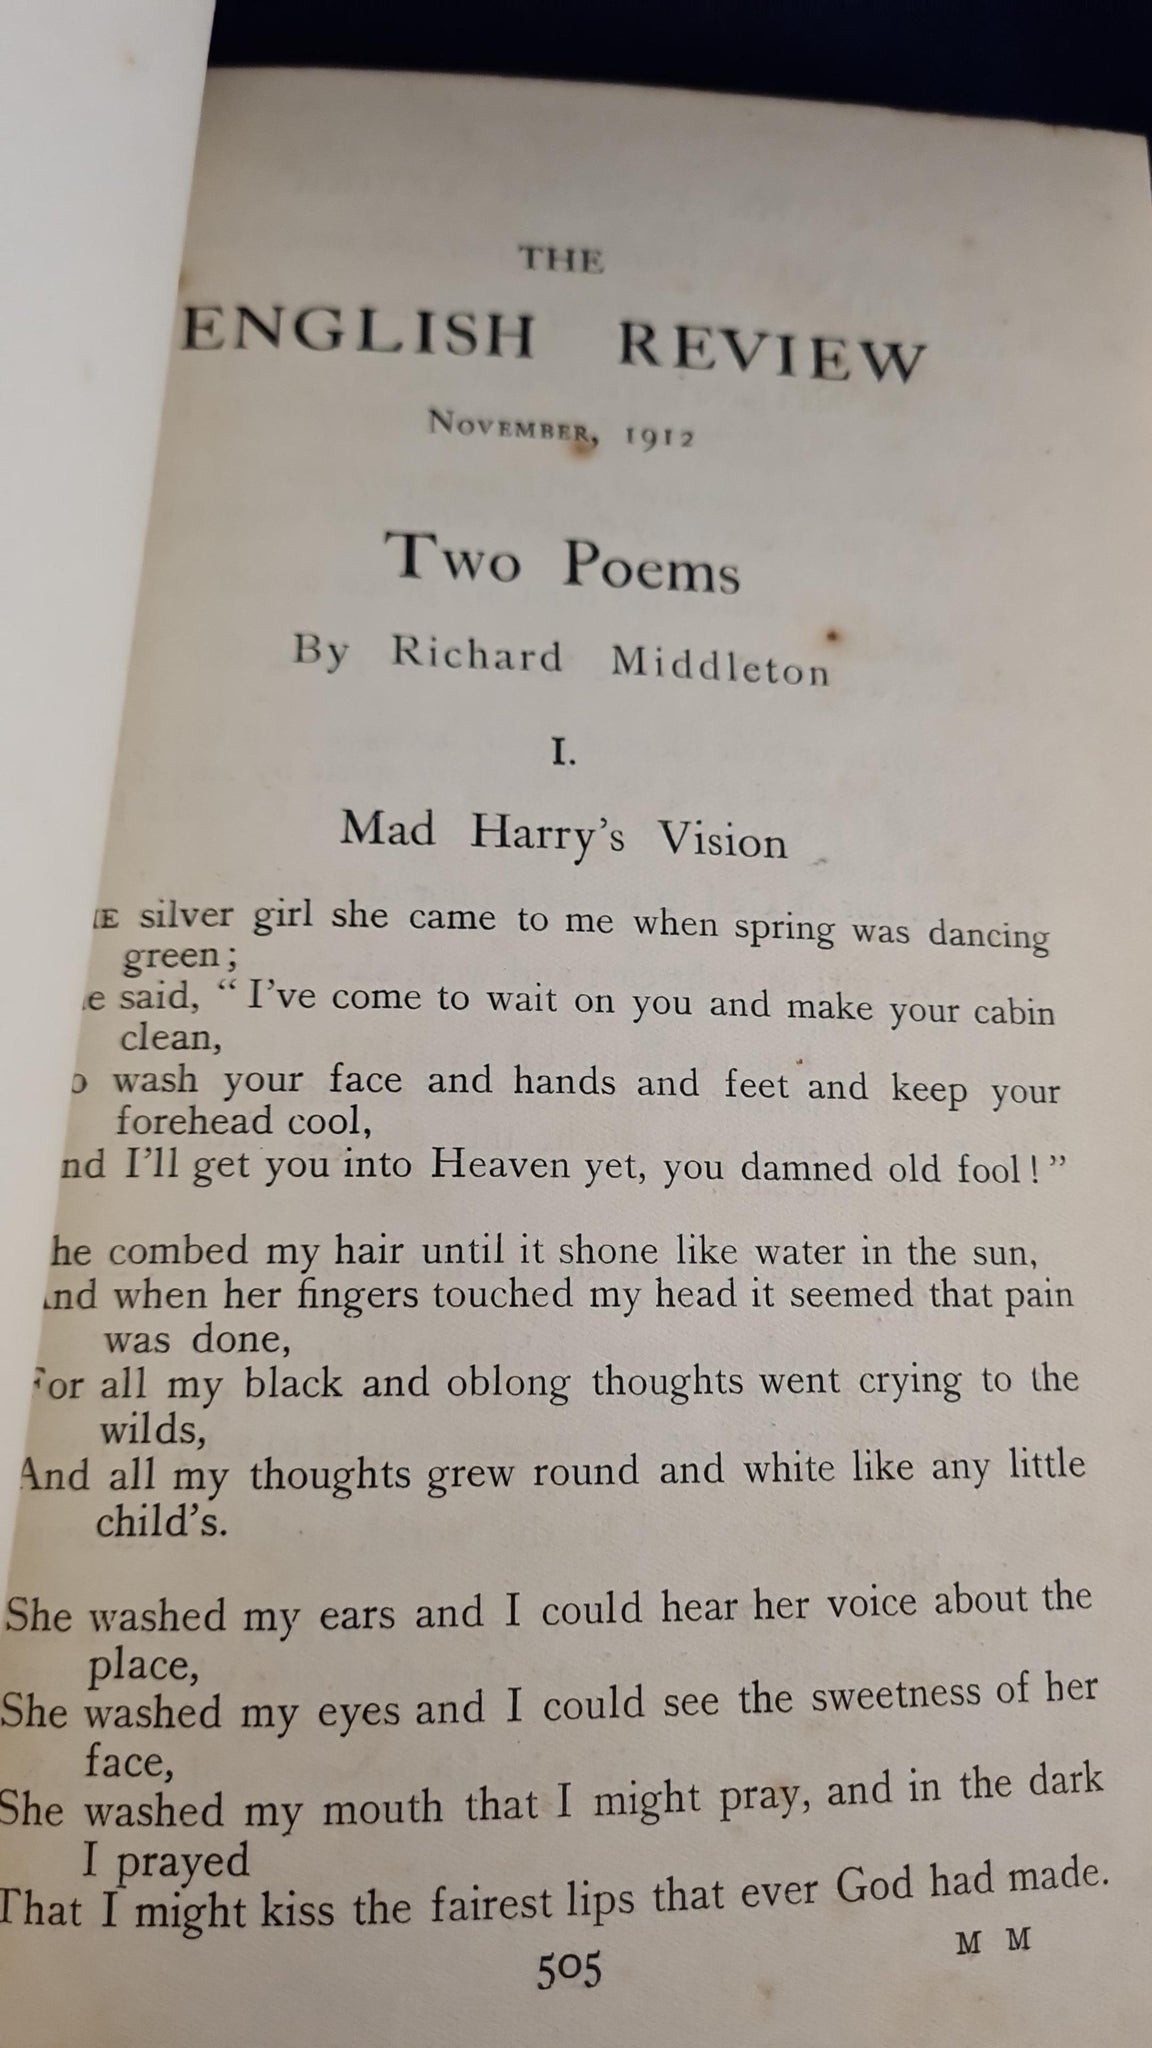 THE
ENGLISH REVIEW
NOVEMBER, 1912
Two Poems
By Richard Middleton
I.
Mad Harry's Vision
silver girl she came to me when spring was dancing
green;
said, “I've come to wait on you and make your cabin
clean,
wash your face and hands and feet and keep your
forehead cool,
And I'll get you into Heaven yet, you damned old fool!”
She combed my hair until it shone like water in the sun,
And when her fingers touched my head it seemed that pain
was done,
For all my black and oblong thoughts went crying to the
wilds,
And all my thoughts grew round and white like any little
child's.
She washed my ears and I could hear her voice about the
place,
She washed my eyes and I could see the sweetness of her
face,
She washed my mouth that I might pray, and in the dark
I prayed
That I might kiss the fairest lips that ever God had made.
M M
505